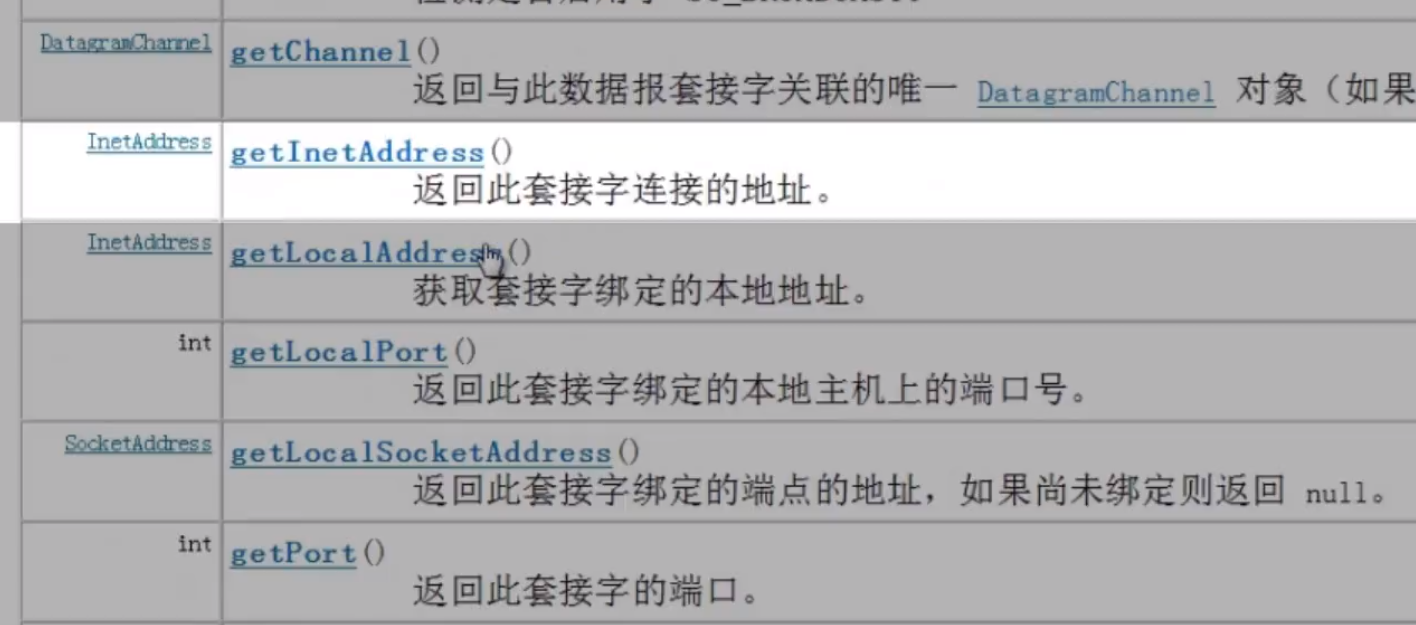 DatagramChannel getChannel()
返回与此数据报套接字关联的唯一 DatagramChannel 对象（如果
InetAddress getInetAddress()
返回此套接字连接的地址。
InetAddress getLocalAddress()
获取套接字绑定的本地地址。
int getLocalPort()
返回此套接字绑定的本地主机上的端口号。
SocketAddress getLocalSocketAddress()
返回此套接字绑定的端点的地址，如果尚未绑定则返回 null。
int getPort()
返回此套接字的端口。